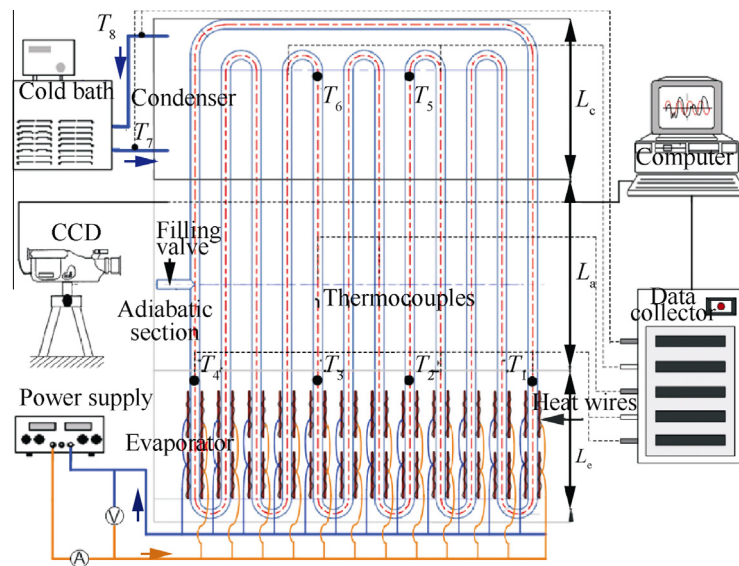 T8
Cold bath
Condenser
T7
T6
T5
Lc
Computer
CCD
Filling
valve
Thermocouples
La
Adiabatic
section
Data
collector
T4
T3
T2
T1
Power supply
Heat wires
Evaporator
Le
V
A